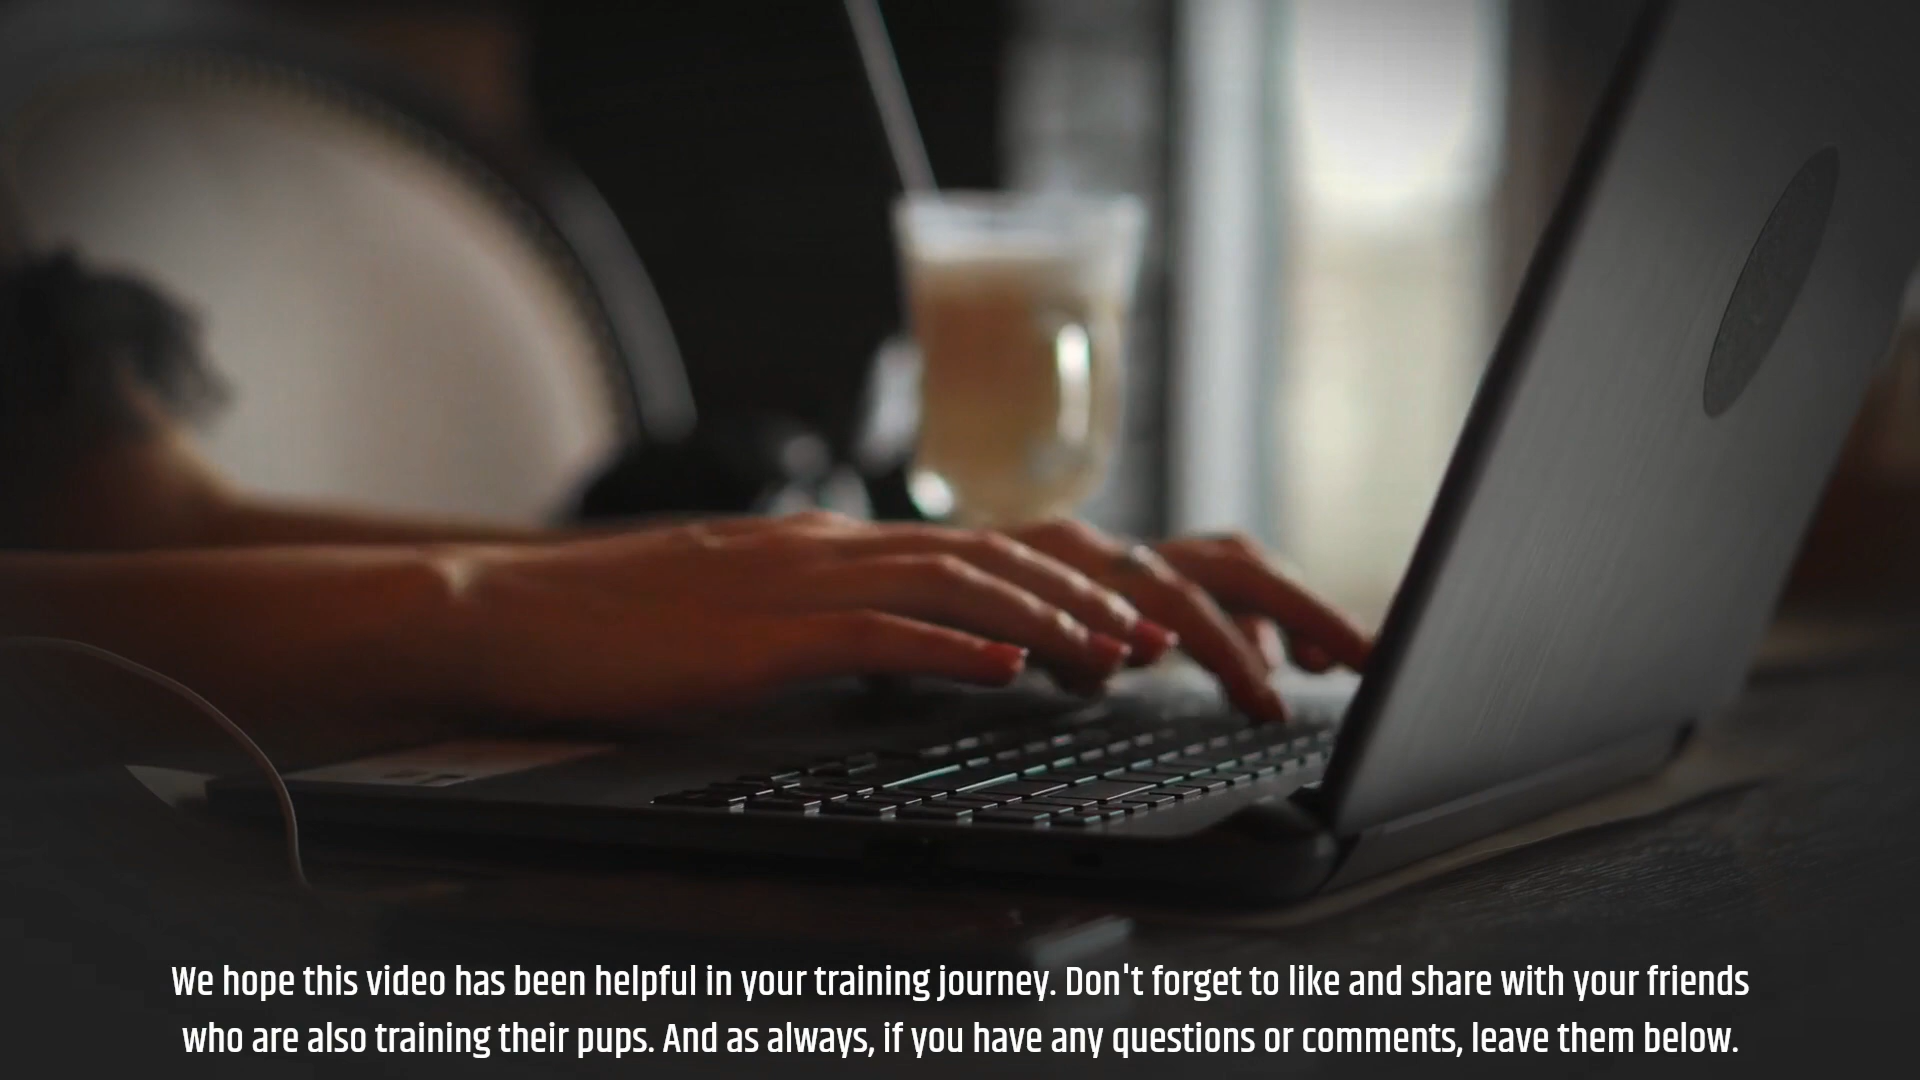 We hope this video has been helpful in your training journey. Don't forget to like and share with your friends
who are also training their pups. And as always, if you have any questions or comments, leave them below.